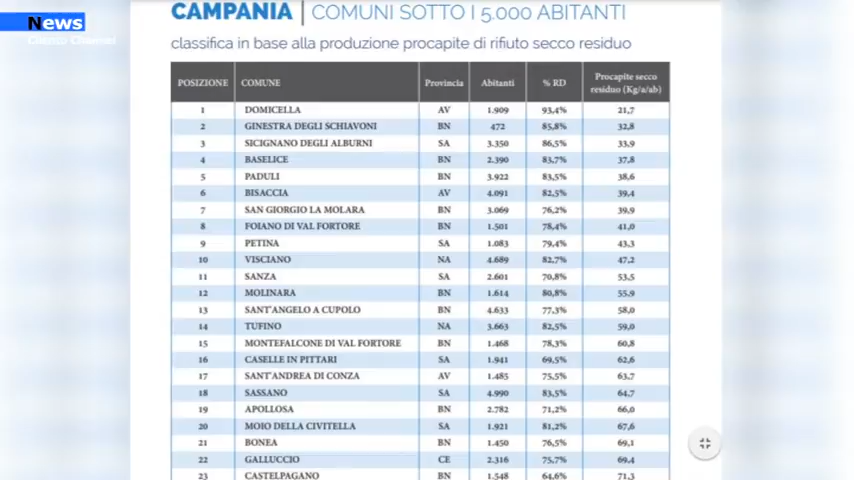 News
CAMPANIA | COMUNI SOTTO I 5.000 ABITANTI
classifica in base alla produzione procapite di rifiuto secco residuo
POSIZIONE COMUNE Provincia Abitanti % RD Procapite secco residuo (Kg/a/ab)
1 DOMICELLA AV 1.909 93,4% 21,7
2 GINESTRA DEGLI SCHIAVONI BN 472 85,8% 32,8
3 SICIGNANO DEGLI ALBURNI SA 3.350 86,5% 33,9
4 BASELICE BN 2.390 83,7% 37,8
5 PADULI BN 3.922 83,5% 38,6
6 BISACCIA AV 4.091 82,5% 39,4
7 SAN GIORGIO LA MOLARA BN 3.069 76,2% 39,9
8 FOIANO DI VAL FORTORE BN 1.501 78,4% 41,0
9 PETINA SA 1.083 79,4% 43,3
10 VISCIANO NA 4.689 82,7% 47,2
11 SANZA SA 2.601 70,8% 53,5
12 MOLINARA BN 1.614 80,8% 55,9
13 SANT'ANGELO A CUPOLO BN 4.633 77,3% 58,0
14 TUFINO NA 3.663 82,5% 59,0
15 MONTEFALCONE DI VAL FORTORE BN 1.468 78,3% 60,8
16 CASELLE IN PITTARI SA 1.941 69,5% 62,6
17 SANT'ANDREA DI CONZA AV 1.485 75,5% 63,7
18 SASSANO SA 4.990 83,5% 64,7
19 APOLLOSA BN 2.782 71,2% 66,0
20 MOIO DELLA CIVITELLA SA 1.921 81,2% 67,6
21 BONEA BN 1.450 76,5% 69,1
22 GALLUCCIO CE 2.316 75,7% 69,4
23 CASTELPAGANO BN 1.548 64,6% 71,3